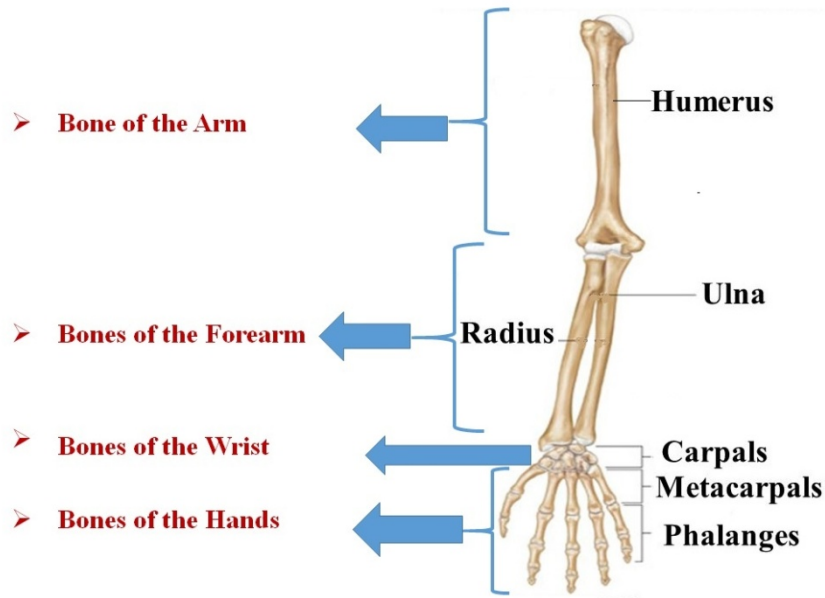 Humerus
➢ Bone of the Arm
Ulna
➢ Bones of the Forearm
Radius
➢ Bones of the Wrist
Carpals
Metacarpals
➢ Bones of the Hands
Phalanges